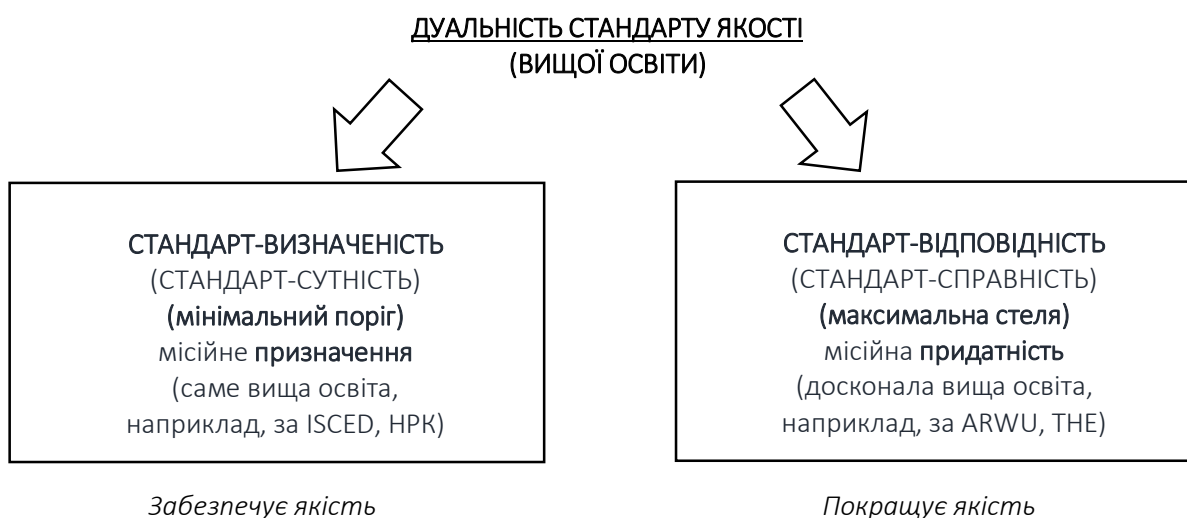 ДУАЛЬНІСТЬ СТАНДАРТУ ЯКОСТІ
(ВИЩОЇ ОСВІТИ)
СТАНДАРТ-ВИЗНАЧЕНІСТЬ
(СТАНДАРТ-СУТНІСТЬ)
(мінімальний поріг)
місійне призначення
(саме вища освіта,
наприклад, за ISCED, НРК)
Забезпечує якість
СТАНДАРТ-ВІДПОВІДНІСТЬ
(СТАНДАРТ-СПРАВНІСТЬ)
(максимальна стеля)
місійна придатність
(досконала вища освіта,
наприклад, за ARWU, THE)
Покращує якість